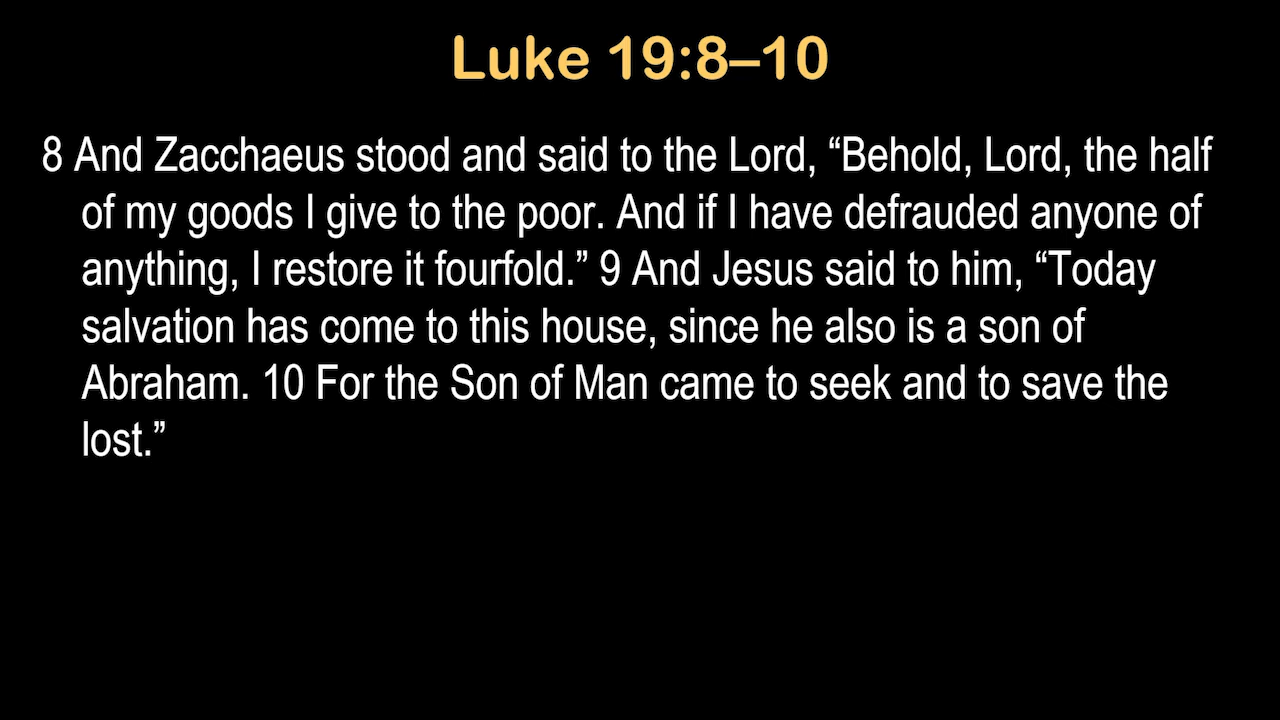 Luke 19:8–10
8 And Zacchaeus stood and said to the Lord, “Behold, Lord, the half
of my goods I give to the poor. And if I have defrauded anyone of
anything, I restore it fourfold.” 9 And Jesus said to him, “Today
salvation has come to this house, since he also is a son of
Abraham. 10 For the Son of Man came to seek and to save the
lost.”